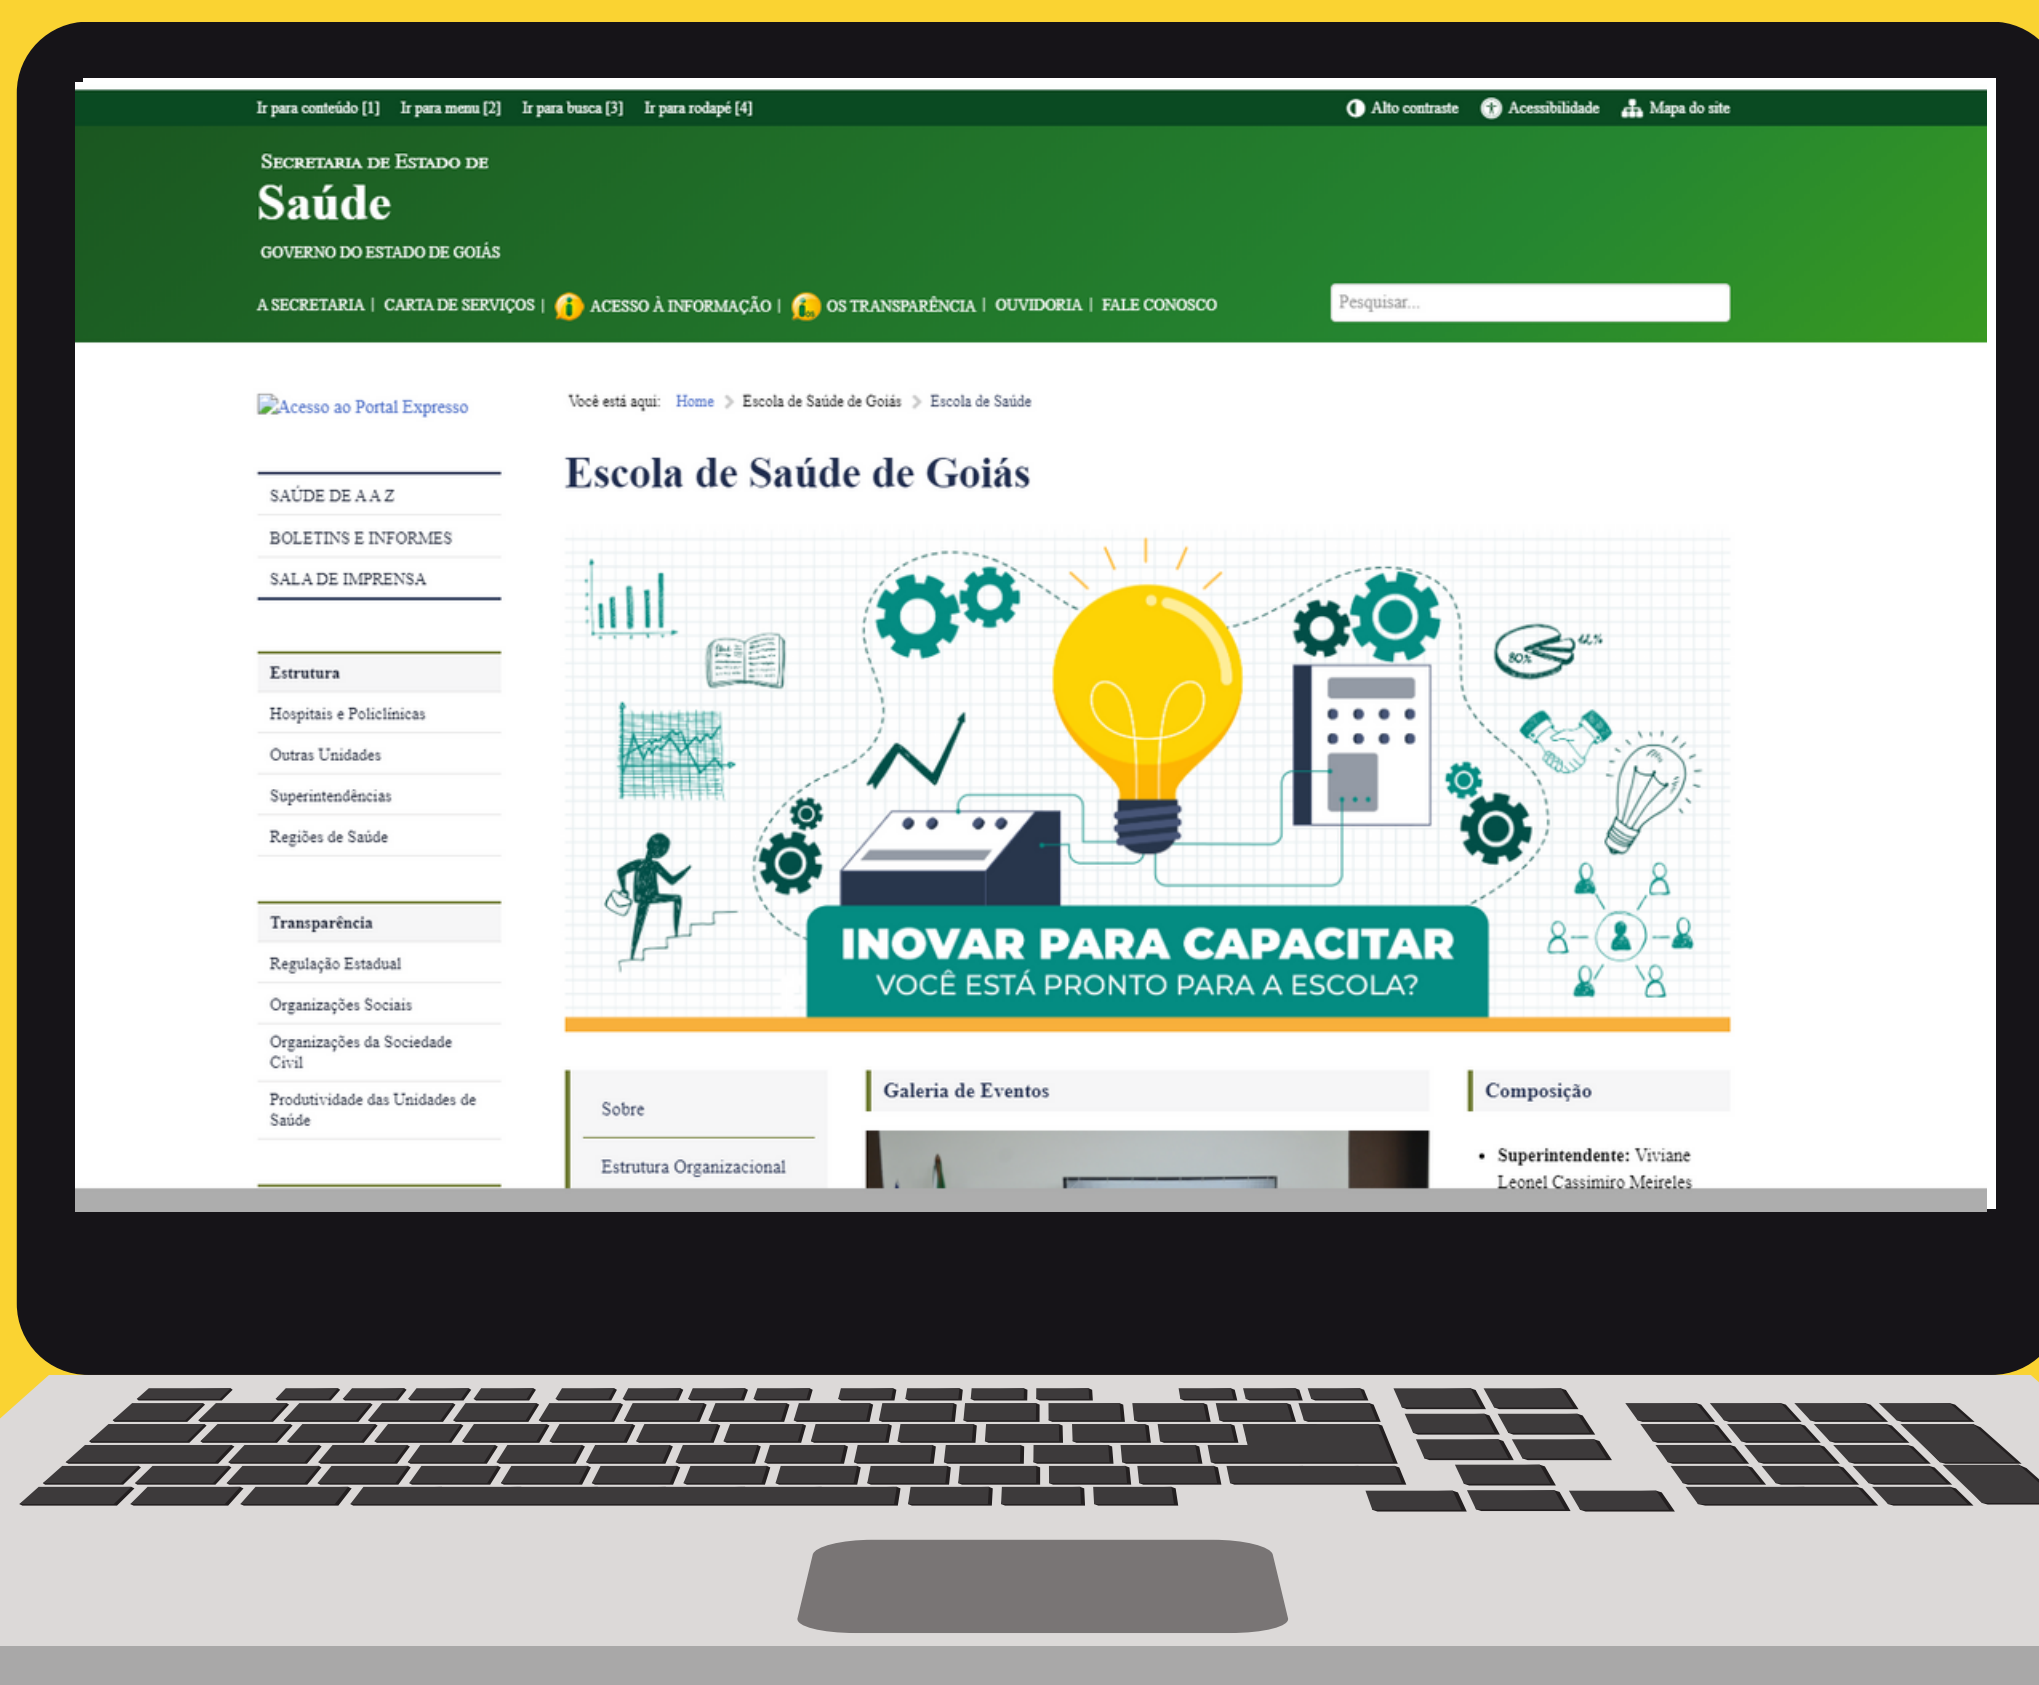 Ir para conteúdo [1] Ir para menu [2] Ir para busca [3] Ir para rodapé [4]
Alto contraste Acessibilidade Mapa do site
SECRETARIA DE ESTADO DE
Saúde
GOVERNO DO ESTADO DE GOIÁS
A SECRETARIA | CARTA DE SERVIÇOS | ACESSO À INFORMAÇÃO | OS TRANSPARÊNCIA | OUVIDORIA | FALE CONOSCO
Pesquisar...
Acesso ao Portal Expresso
SAÚDE DE A A Z
BOLETINS E INFORMES
SALA DE IMPRENSA
Estrutura
Hospitais e Policlínicas
Outras Unidades
Superintendências
Regiões de Saúde
Transparência
Regulação Estadual
Organizações Sociais
Organizações da Sociedade
Civil
Produtividade das Unidades de
Saúde
Você está aqui: Home > Escola de Saúde de Goiás > Escola de Saúde
Escola de Saúde de Goiás
80%
INOVAR PARA CAPACITAR
VOCÊ ESTÁ PRONTO PARA A ESCOLA?
Sobre
Estrutura Organizacional
Galeria de Eventos
Composição
• Superintendente: Viviane
Leonel Cassimiro Meireles